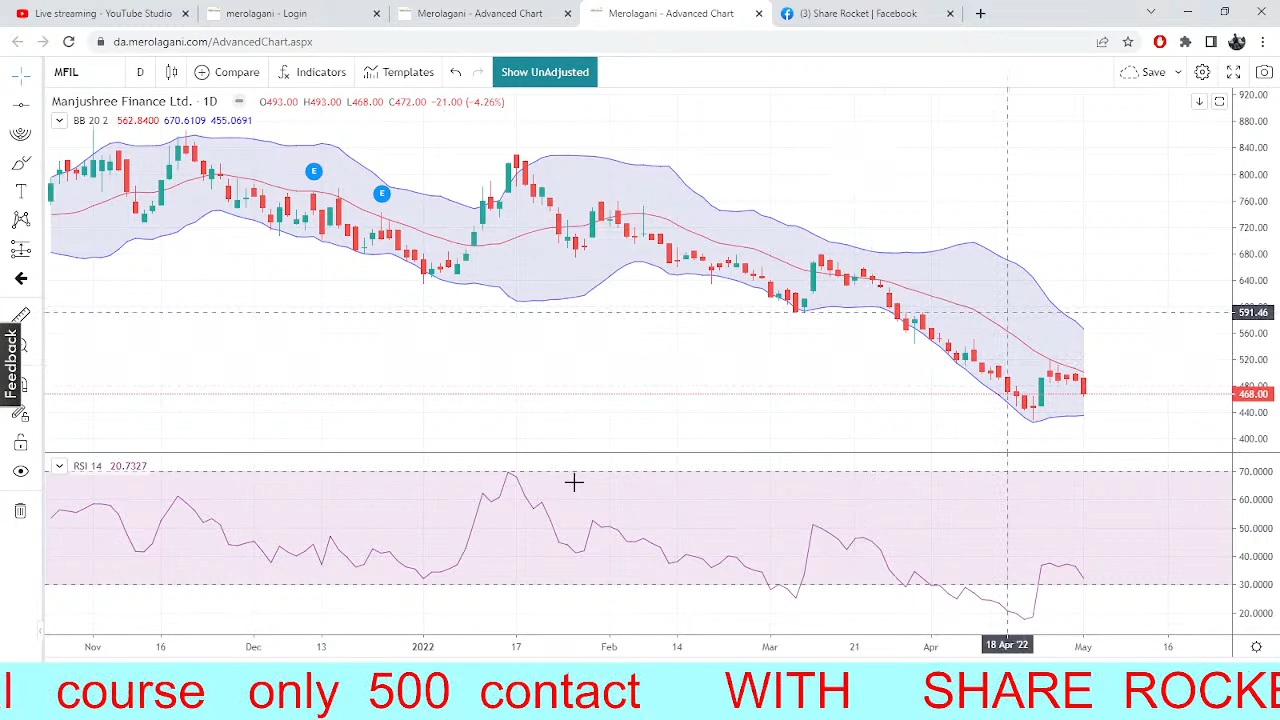 Live streaming - YouTube Studio
merolagani - Login
Merolagani - Advanced Chart
Merolagani - Advanced Chart
(3) Share Rocket | Facebook
da.merolagani.com/AdvancedChart.aspx
MFIL D Compare Indicators Templates Show UnAdjusted Save
Manjushree Finance Ltd. · 1D O493.00 H493.00 L468.00 C472.00 -21.00 (-4.26%)
BB 20 2 562.8400 670.6109 455.0691
E
E
920.00
880.00
840.00
800.00
760.00
720.00
680.00
640.00
591.46
560.00
520.00
468.00
440.00
400.00
Feedback
RSI 14 20.7327
70.0000
60.0000
50.0000
40.0000
30.0000
20.0000
Nov 16 Dec 13 2022 17 Feb 14 Mar 21 Apr 18 Apr '22 May 16
course only 500 contact WITH SHARE ROCKE